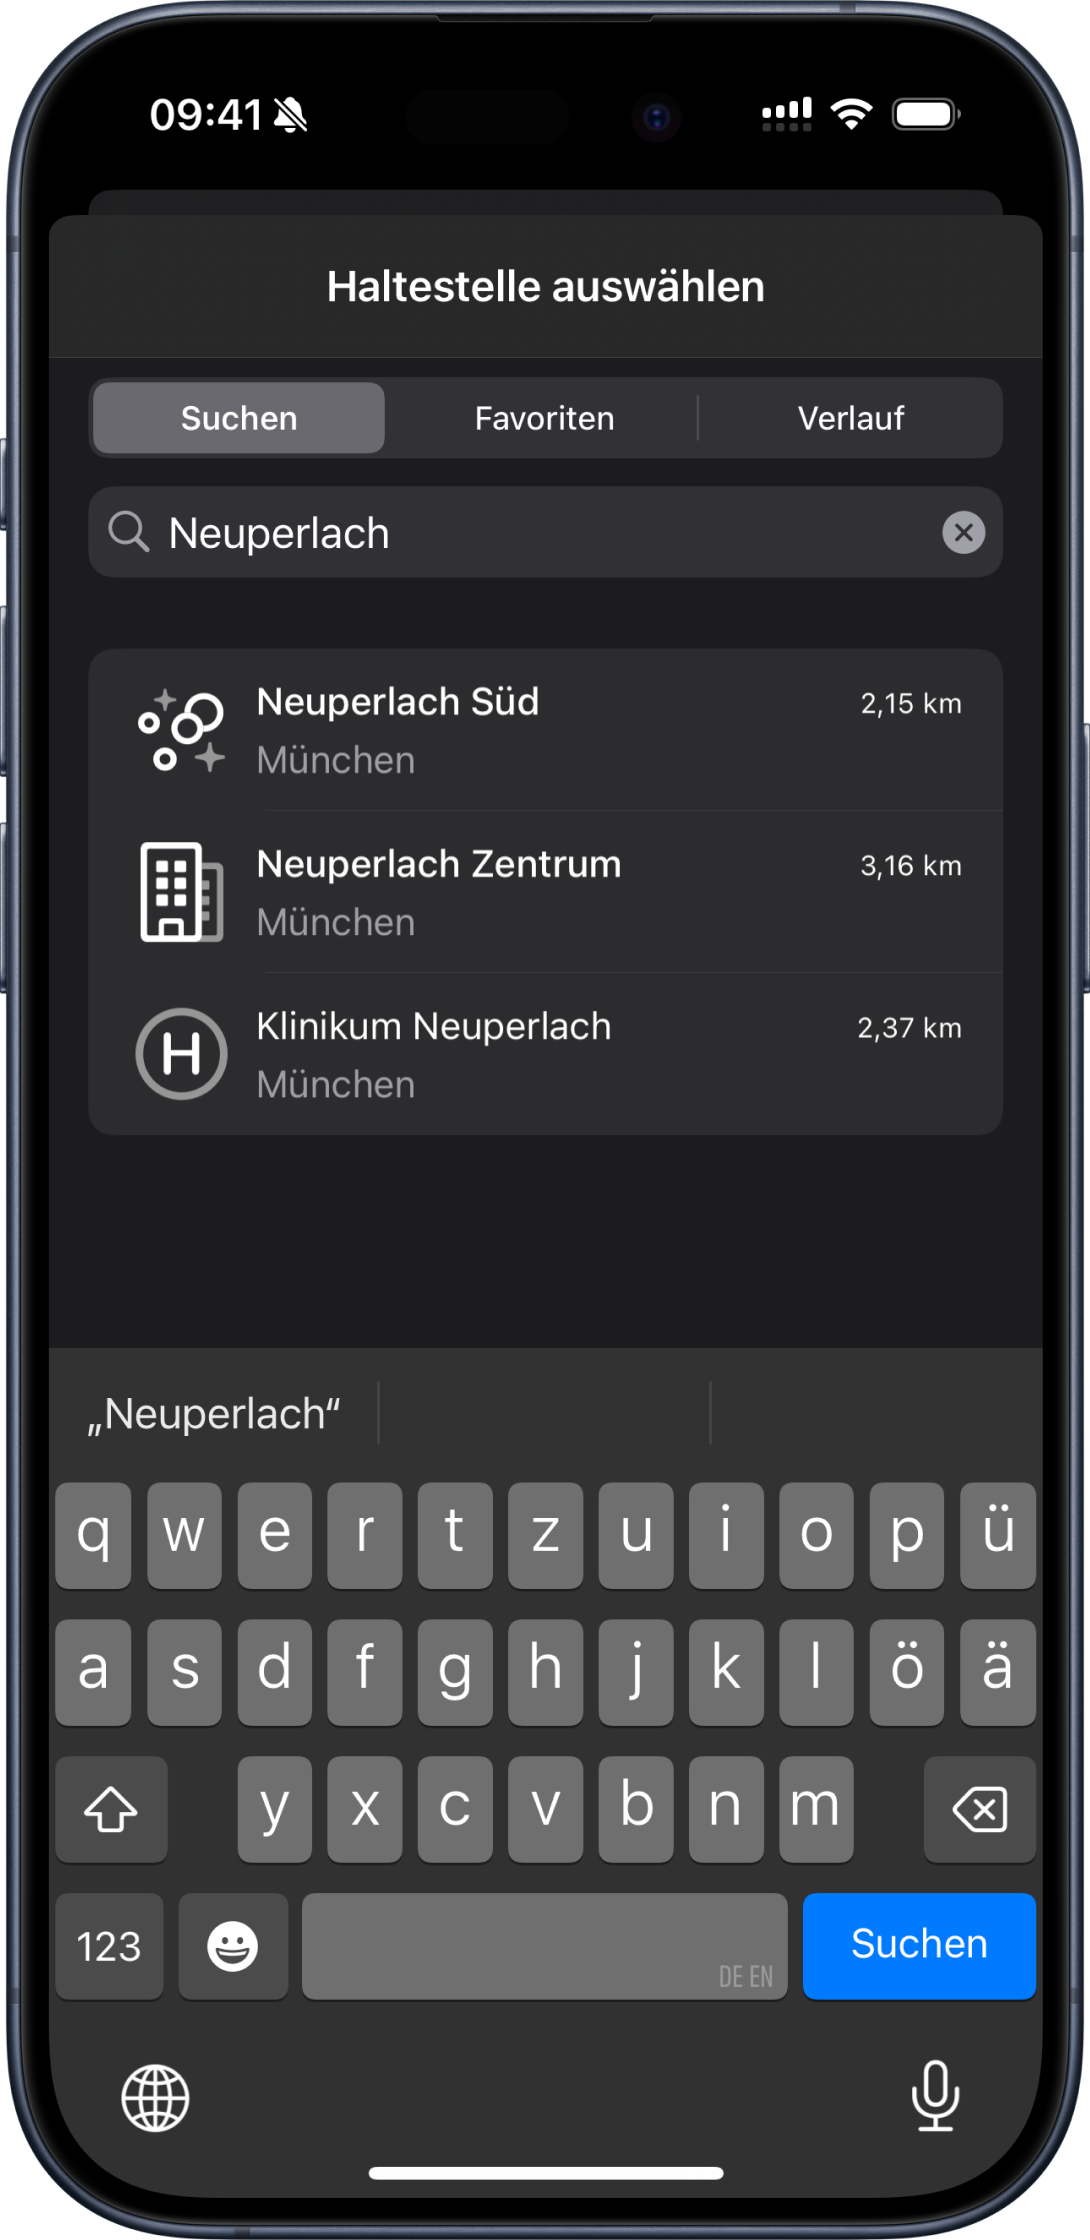 09:41
Haltestelle auswählen
Suchen Favoriten Verlauf
Neuperlach
Neuperlach Süd 2,15 km
München
Neuperlach Zentrum 3,16 km
München
H Klinikum Neuperlach 2,37 km
München
„Neuperlach“
q w e r t z u i o p ü
a s d f g h j k l ö ä
y x c v b n m
123 DE EN Suchen